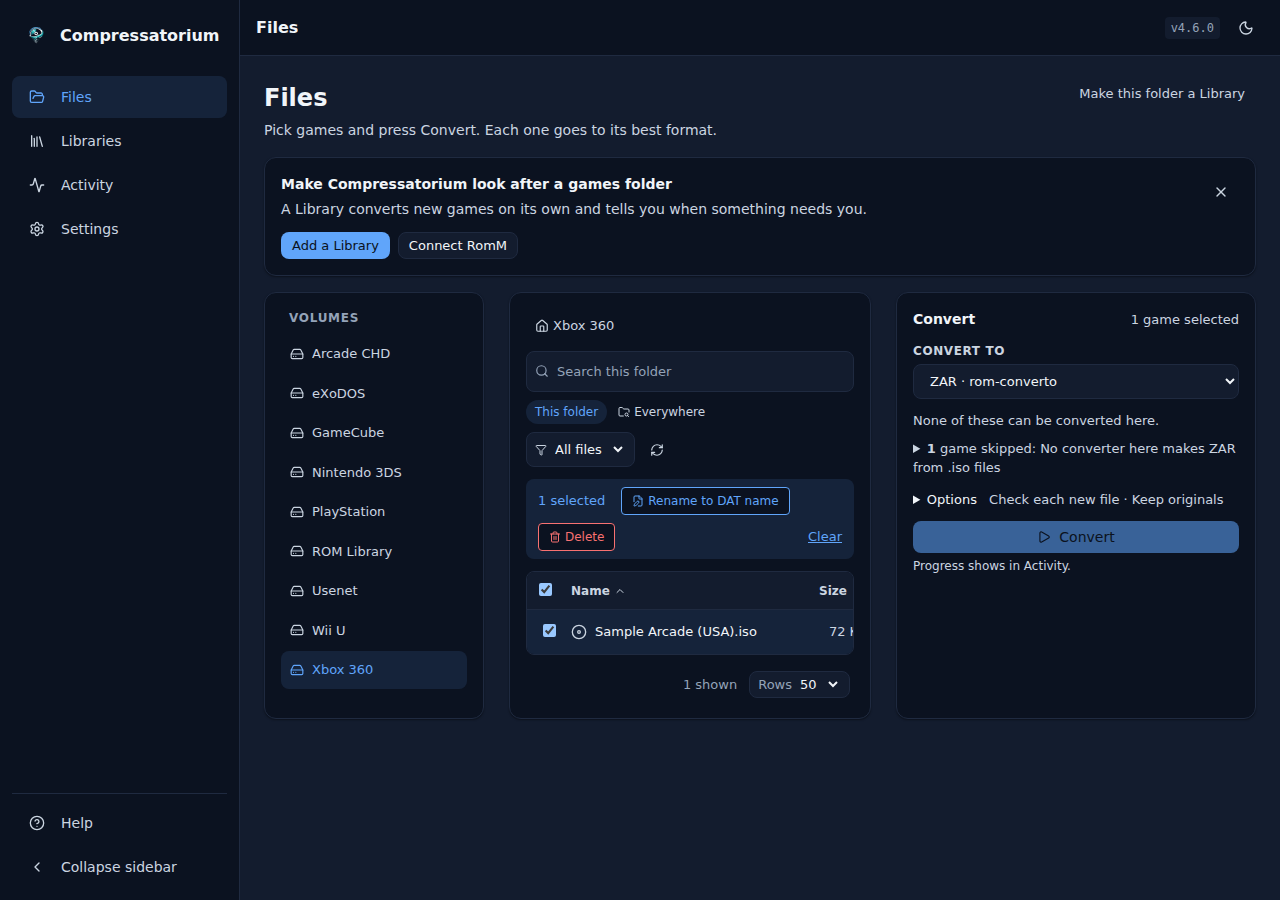 Compressatorium
Files
Libraries
Activity
Settings
Help
Collapse sidebar
Files
v4.6.0
Files
Make this folder a Library
Pick games and press Convert. Each one goes to its best format.
Make Compressatorium look after a games folder
A Library converts new games on its own and tells you when something needs you.
Add a Library
Connect RomM
VOLUMES
Arcade CHD
eXoDOS
GameCube
Nintendo 3DS
PlayStation
ROM Library
Usenet
Wii U
Xbox 360
Xbox 360
Search this folder
This folder
Everywhere
All files
1 selected
Rename to DAT name
Delete
Clear
Name
Size
Sample Arcade (USA).iso
72
1 shown
Rows 50
Convert
1 game selected
CONVERT TO
ZAR · rom-converto
None of these can be converted here.
1 game skipped: No converter here makes ZAR
from .iso files
Options Check each new file · Keep originals
Convert
Progress shows in Activity.